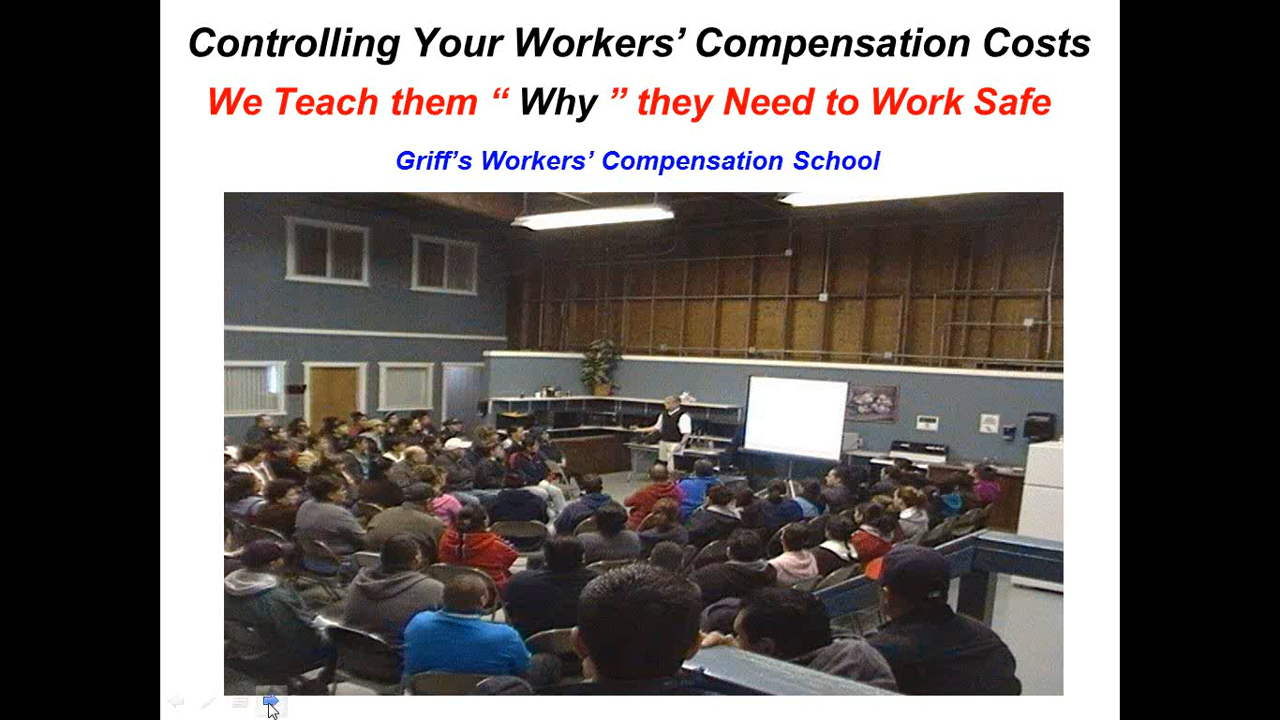 Controlling Your Workers’ Compensation Costs
We Teach them “ Why ” they Need to Work Safe
Griff’s Workers’ Compensation School